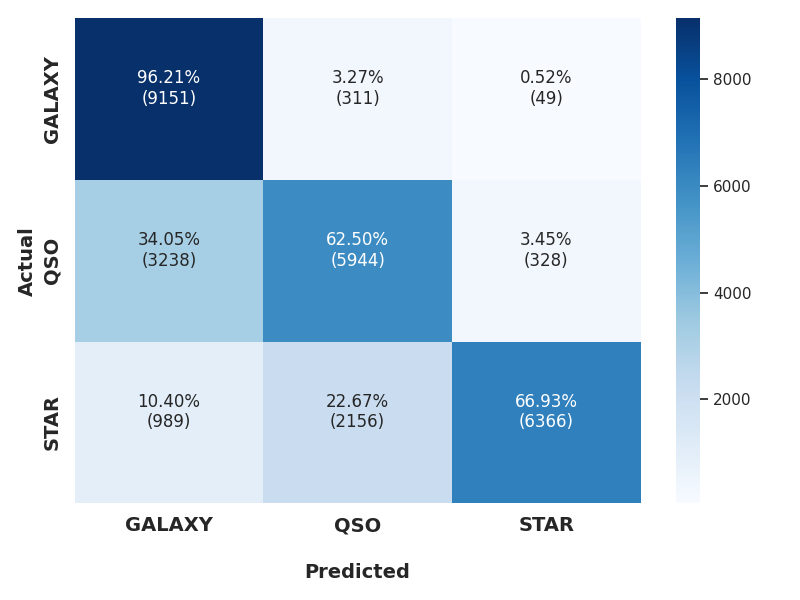 GALAXY
96.21%
(9151)
3.27%
(311)
0.52%
(49)
Actual
QSO
34.05%
(3238)
62.50%
(5944)
3.45%
(328)
STAR
10.40%
(989)
22.67%
(2156)
66.93%
(6366)
GALAXY
QSO
STAR
Predicted
8000
6000
4000
2000